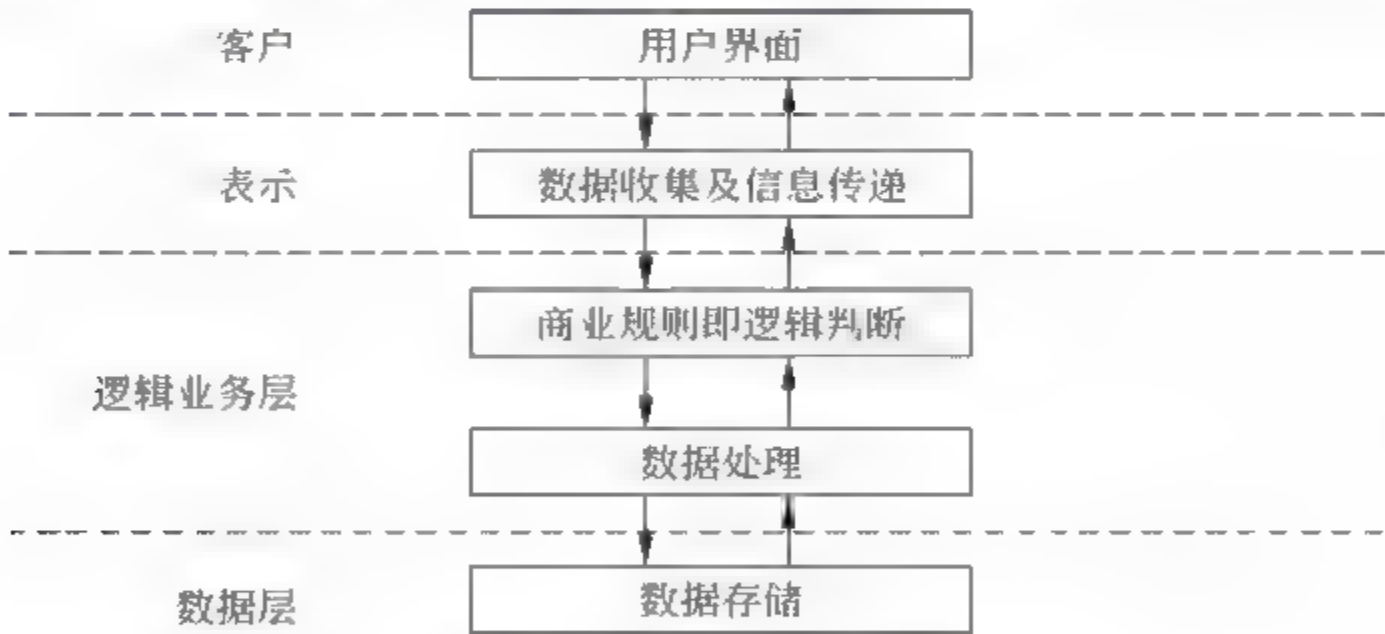 客户
用户界面
表示
数据收集及信息传递
商业规则即逻辑判断
逻辑业务层
数据处理
数据层
数据存储